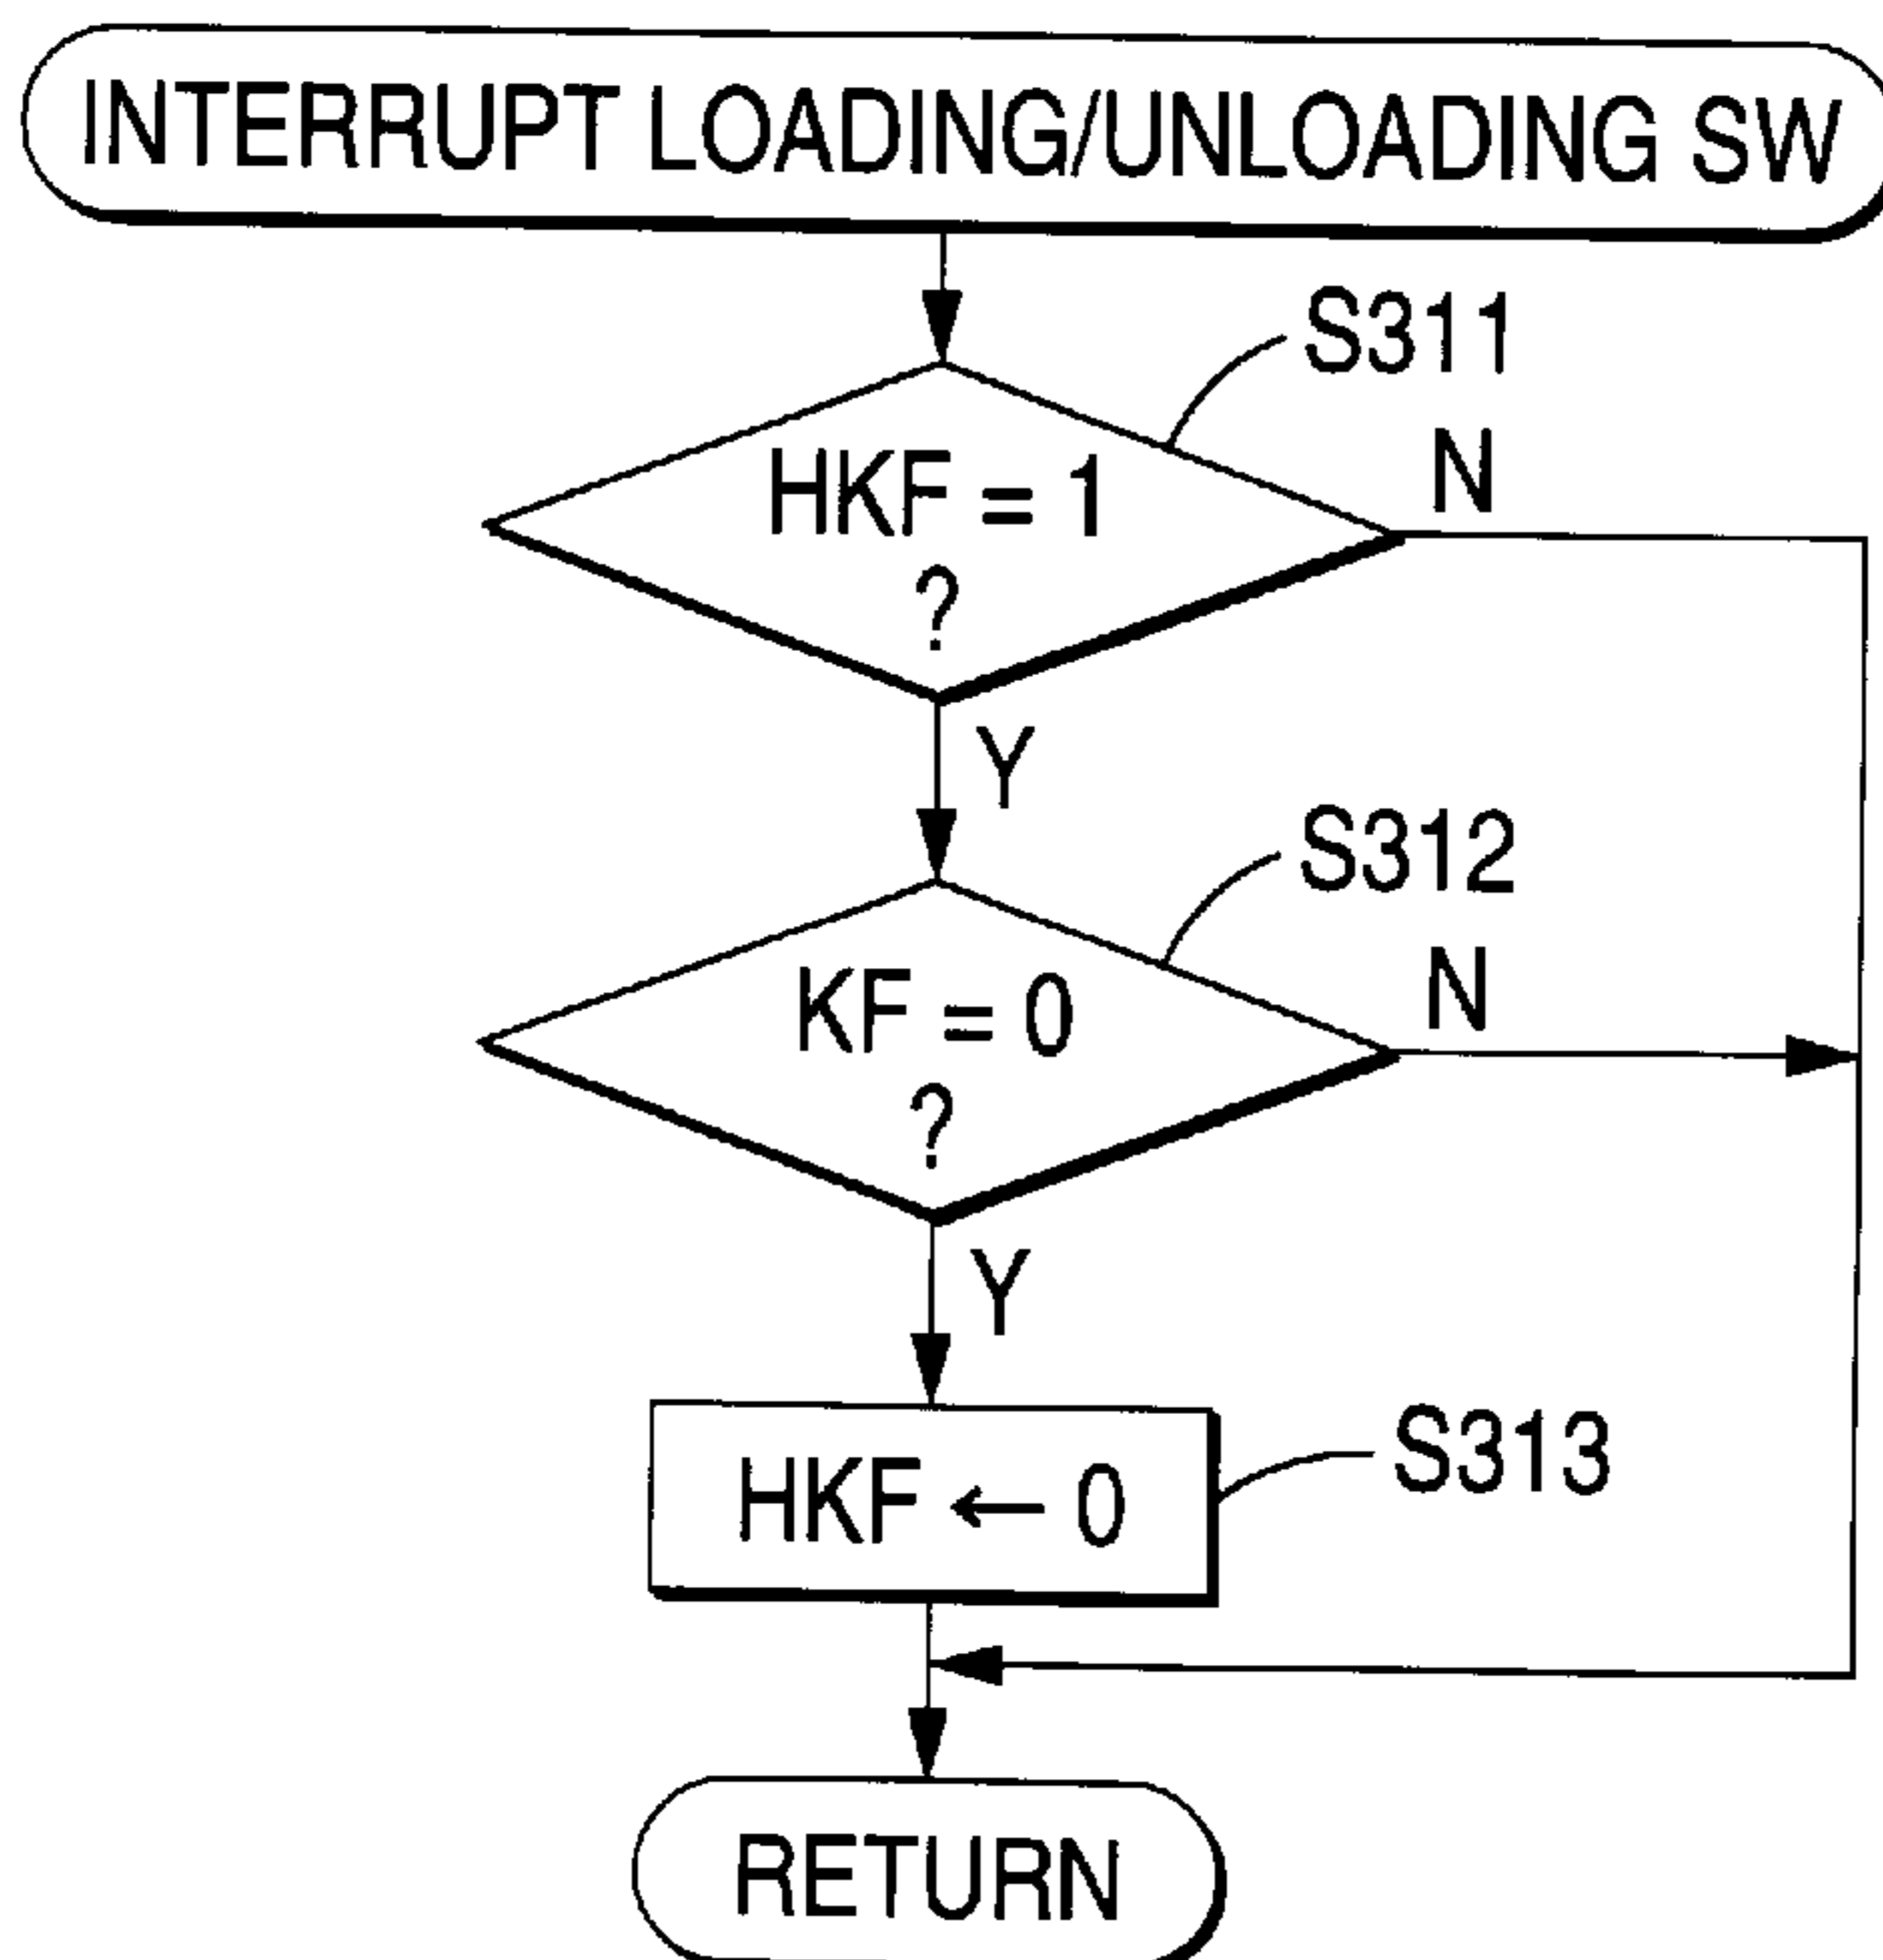 INTERRUPT LOADING/UNLOADING SW
S311
HKF = 1
?
N
Y
S312
KF = 0
?
N
Y
HKF ← 0
S313
RETURN